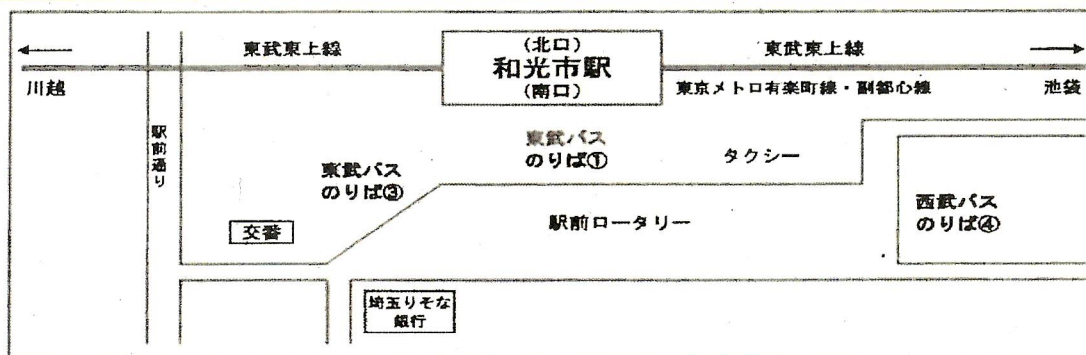 東武東上線
(北口)
和光市駅
(南口)
東武東上線
川越
東京メトロ有楽町線・副都心線
池袋
駅前通り
東武バス
のりば③
東武バス
のりば①
タクシー
西武バス
のりば④
交番
駅前ロータリー
埼玉りそな
銀行